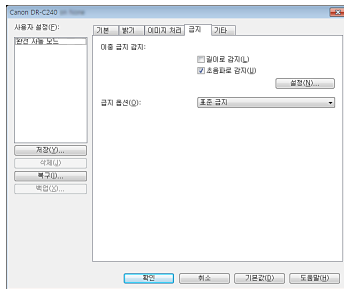 Canon DR-C240 on
사용자 설정(F):
완전 자동 모드
저장(Y)...
삭제(J)
복구(I)...
백업(X)...
기본
밝기
이미지 처리
급지
기타
이중 급지 감지:
길이로 감지(L)
초음파로 감지(U)
설정(N)...
급지 옵션(O):
표준 급지
확인
취소
기본값(D)
도움말(H)